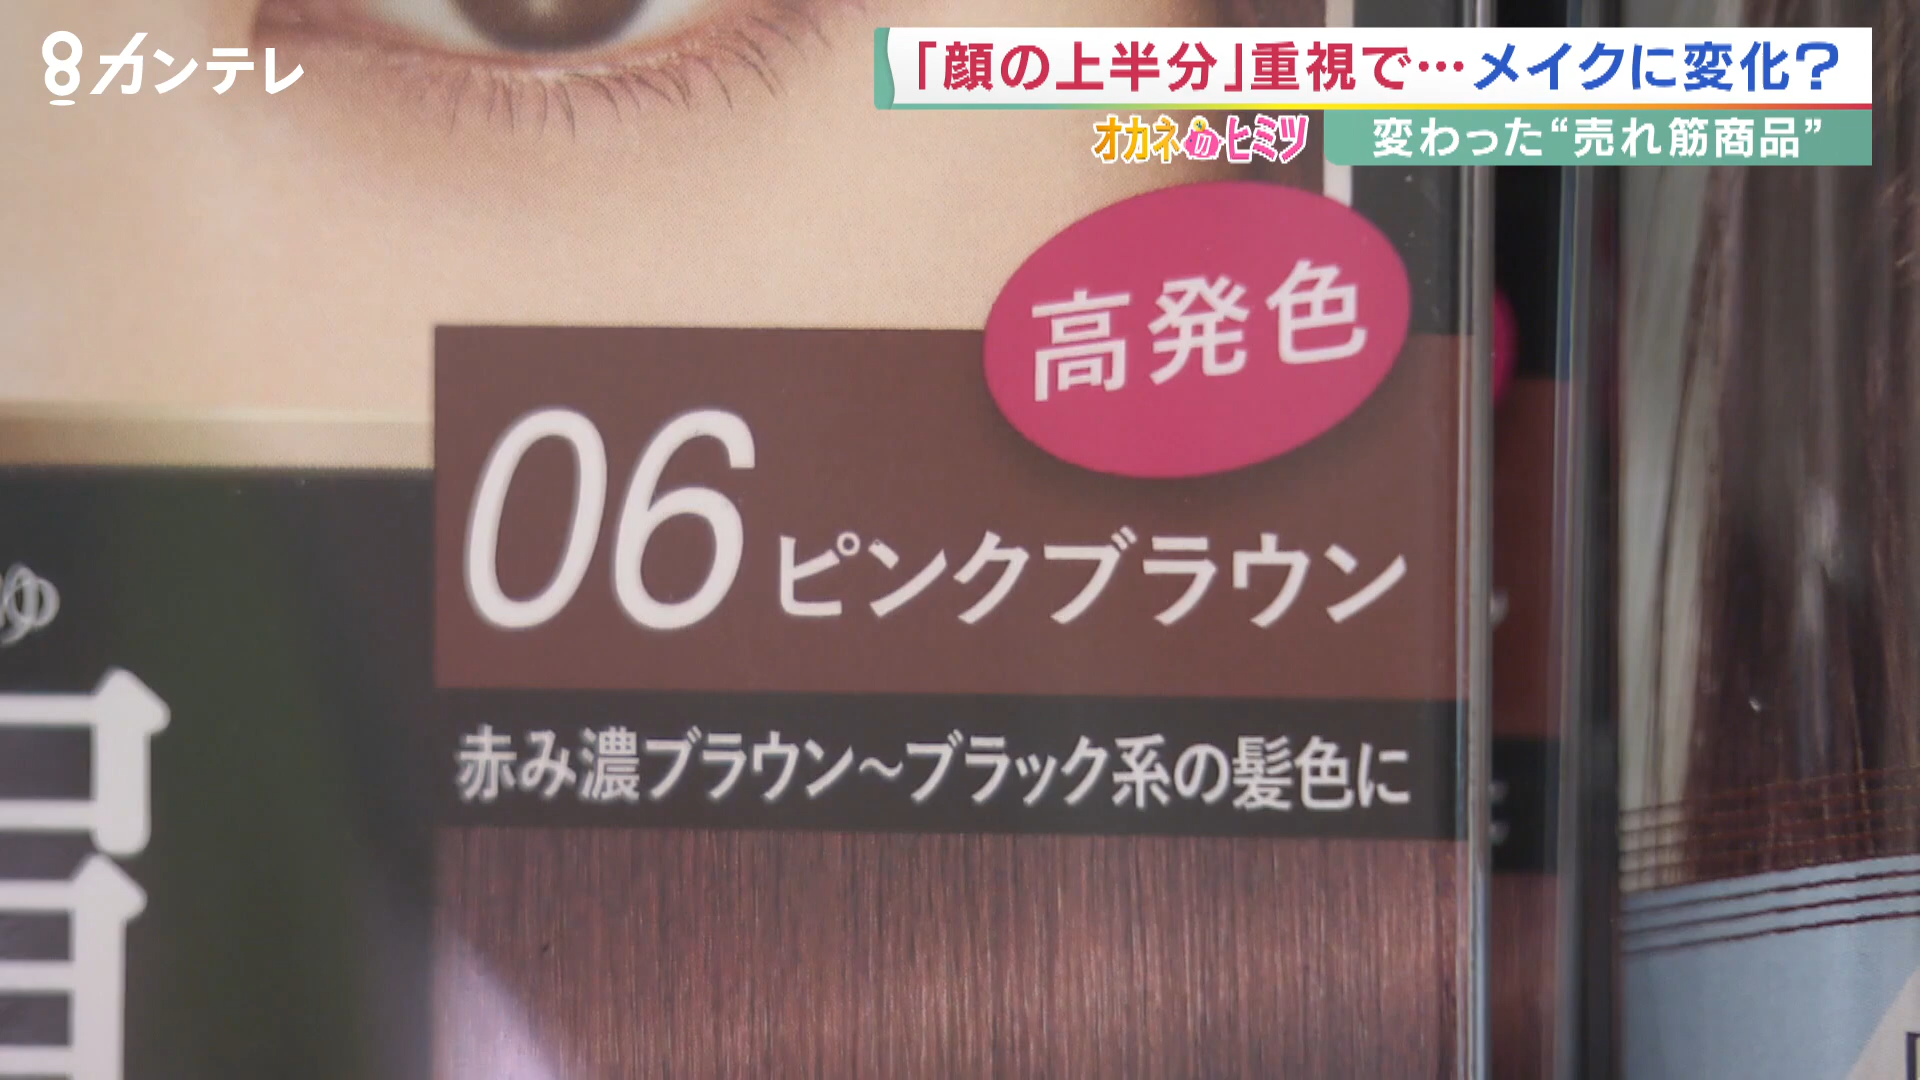 8カンテレ
「顔の上半分」重視で…メイクに変化？
オカネのヒミツ
変わった“売れ筋商品”
高発色
06 ピンクブラウン
ゆ
眉
赤み濃ブラウン～ブラック系の髪色に